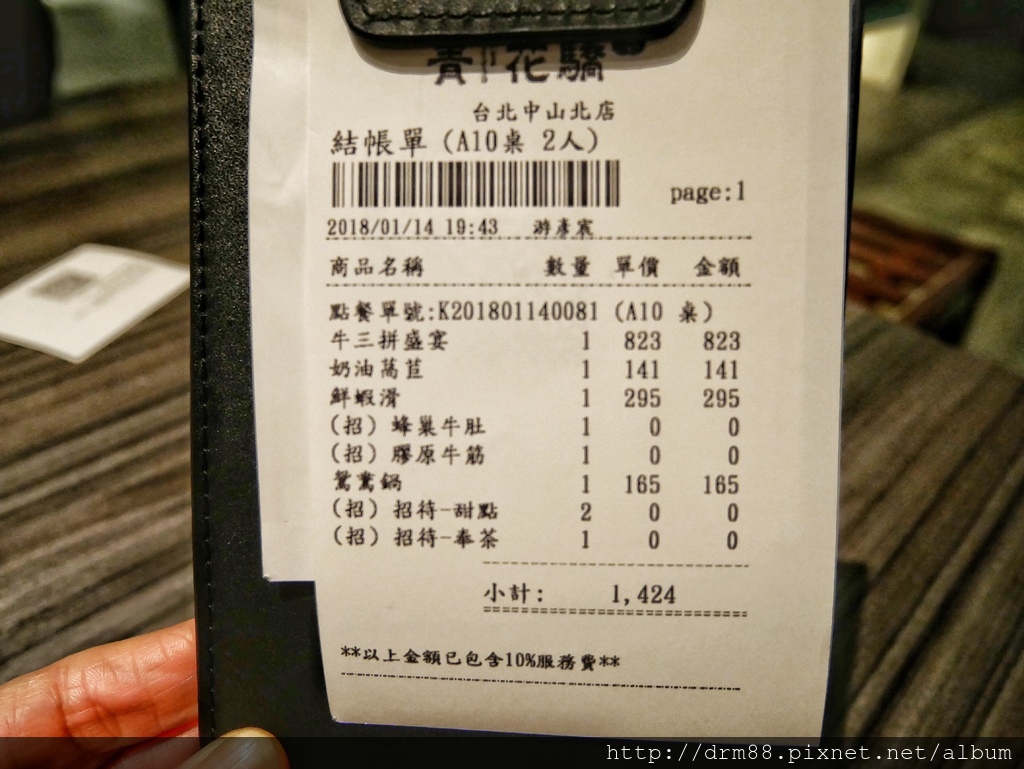 青花驕
台北中山北店
結帳單 (A10桌 2人)
page:1
2018/01/14 19:43 游彥宸
商品名稱 數量 單價 金額
點餐單號:K201801140081 (A10 桌)
牛三拼盛宴 1 823 823
奶油萵苣 1 141 141
鮮蝦滑 1 295 295
(招) 蜂巢牛肚 1 0 0
(招) 膠原牛筋 1 0 0
鴛鴦鍋 1 165 165
(招) 招待-甜點 2 0 0
(招) 招待-奉茶 1 0 0
小計: 1,424
**以上金額已包含10%服務費**
http://drm88.pixnet.net/album